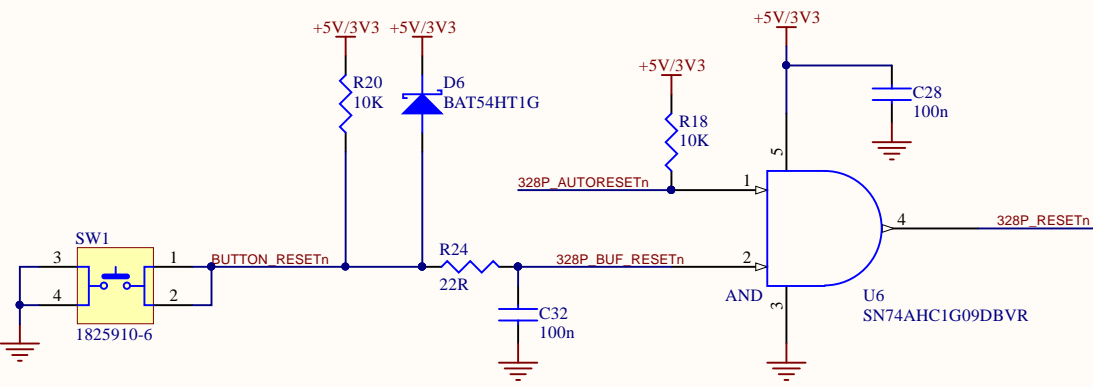 +5V/3V3
+5V/3V3
+5V/3V3
+5V/3V3
R20
10K
D6
BAT54HT1G
C28
100n
R18
10K
5
328P_AUTORESETn
1
4
328P_RESETn
SW1
3
1
BUTTON_RESETn
R24
22R
328P_BUF_RESETn
2
4
2
AND
3
U6
SN74AHC1G09DBVR
C32
100n
1825910-6